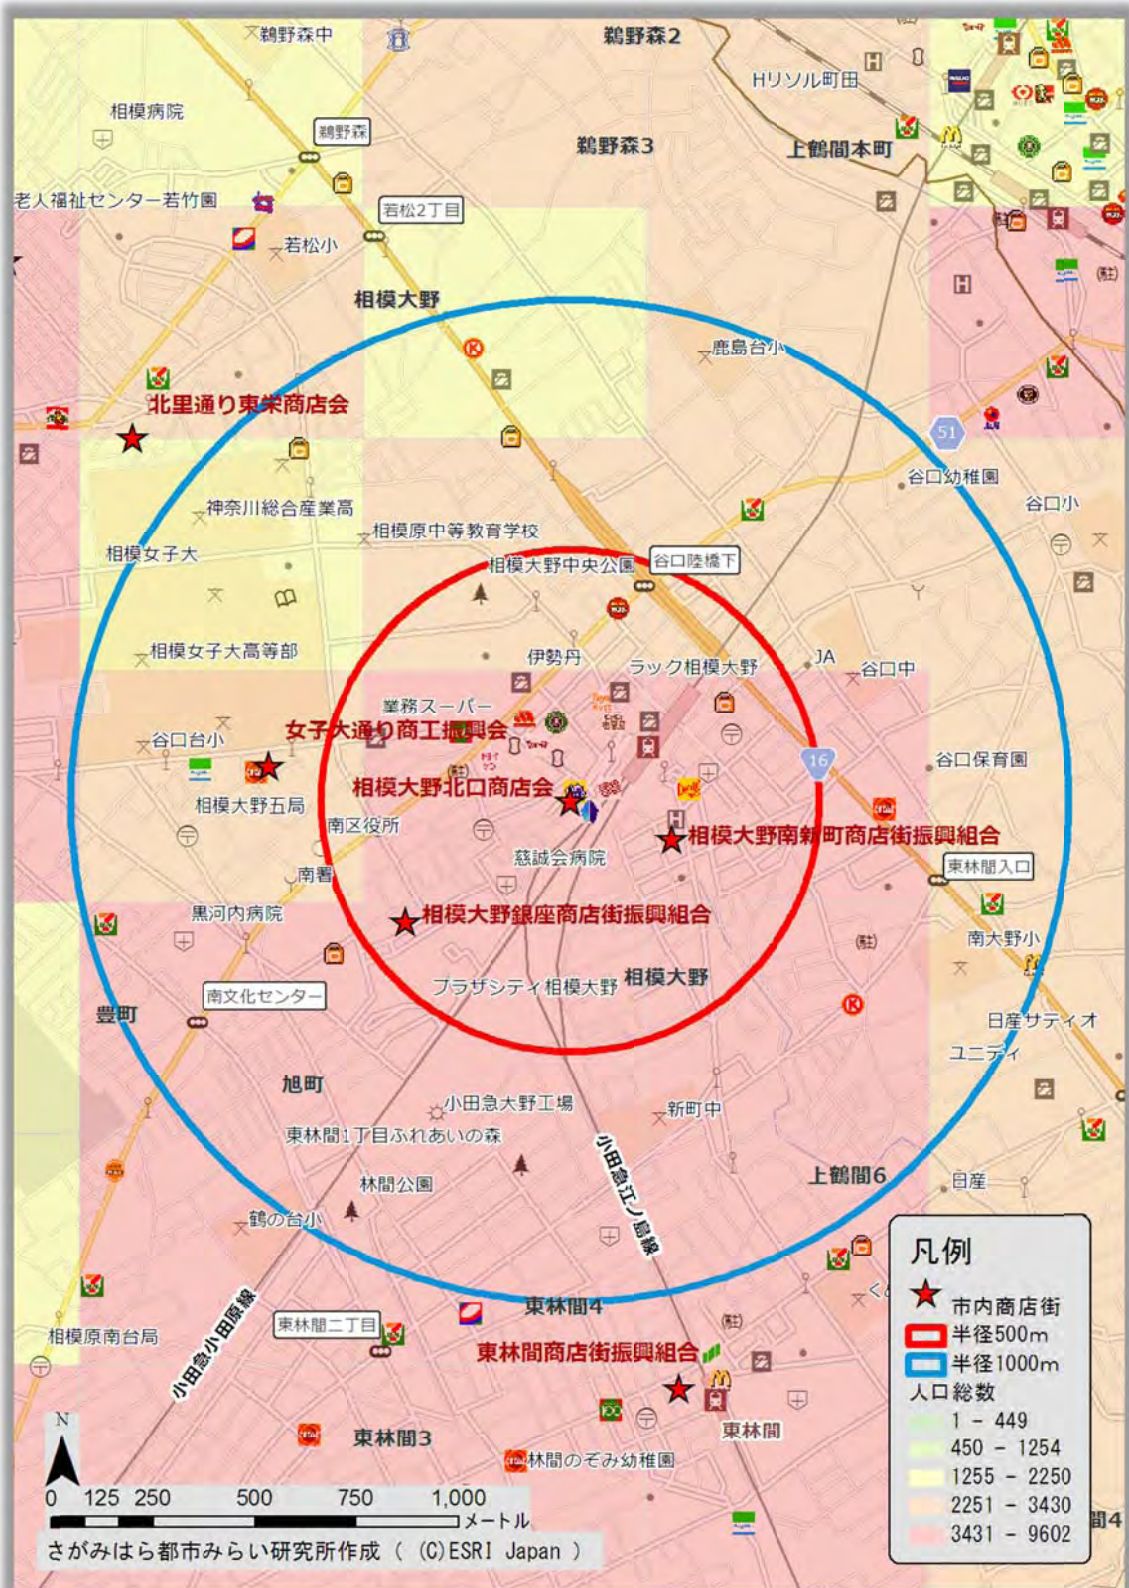 鵜野森中
鵜野森2
Hリゾル町田
相模病院
鵜野森
鵜野森3
上鶴間本町
老人福祉センター若竹園
若松2丁目
若松小
相模大野
鹿島台小
北里通り東栄商店会
51
谷口幼稚園
谷口小
神奈川総合産業高
相模原中等教育学校
相模女子大
相模大野中央公園
谷口陸橋下
相模女子大高等部
伊勢丹
ラック相模大野
JA
谷口中
業務スーパー
女子大通り商工振興会
谷口台小
16
谷口保育園
相模大野北口商店会
相模大野五局
南区役所
相模大野南新町商店街振興組合
慈誠会病院
東林間入口
南署
黒河内病院
相模大野銀座商店街振興組合
南大野小
プラザシティ相模大野
相模大野
南文化センター
豊町
日産サティオ
ユニディ
旭町
小田急大野工場
新町中
東林間1丁目ふれあいの森
小田急江ノ島線
上鶴間6
日産
林間公園
鶴の台小
東林間4
小田急小田原線
東林間二丁目
相模原南台局
東林間商店街振興組合
東林間3
東林間
林間のぞみ幼稚園
凡例
市内商店街
半径500m
半径1000m
人口総数
1 - 449
450 - 1254
1255 - 2250
2251 - 3430
3431 - 9602
間4
N
0 125 250 500 750 1,000
メートル
さがみはら都市みらい研究所作成 ( (C)ESRI Japan )